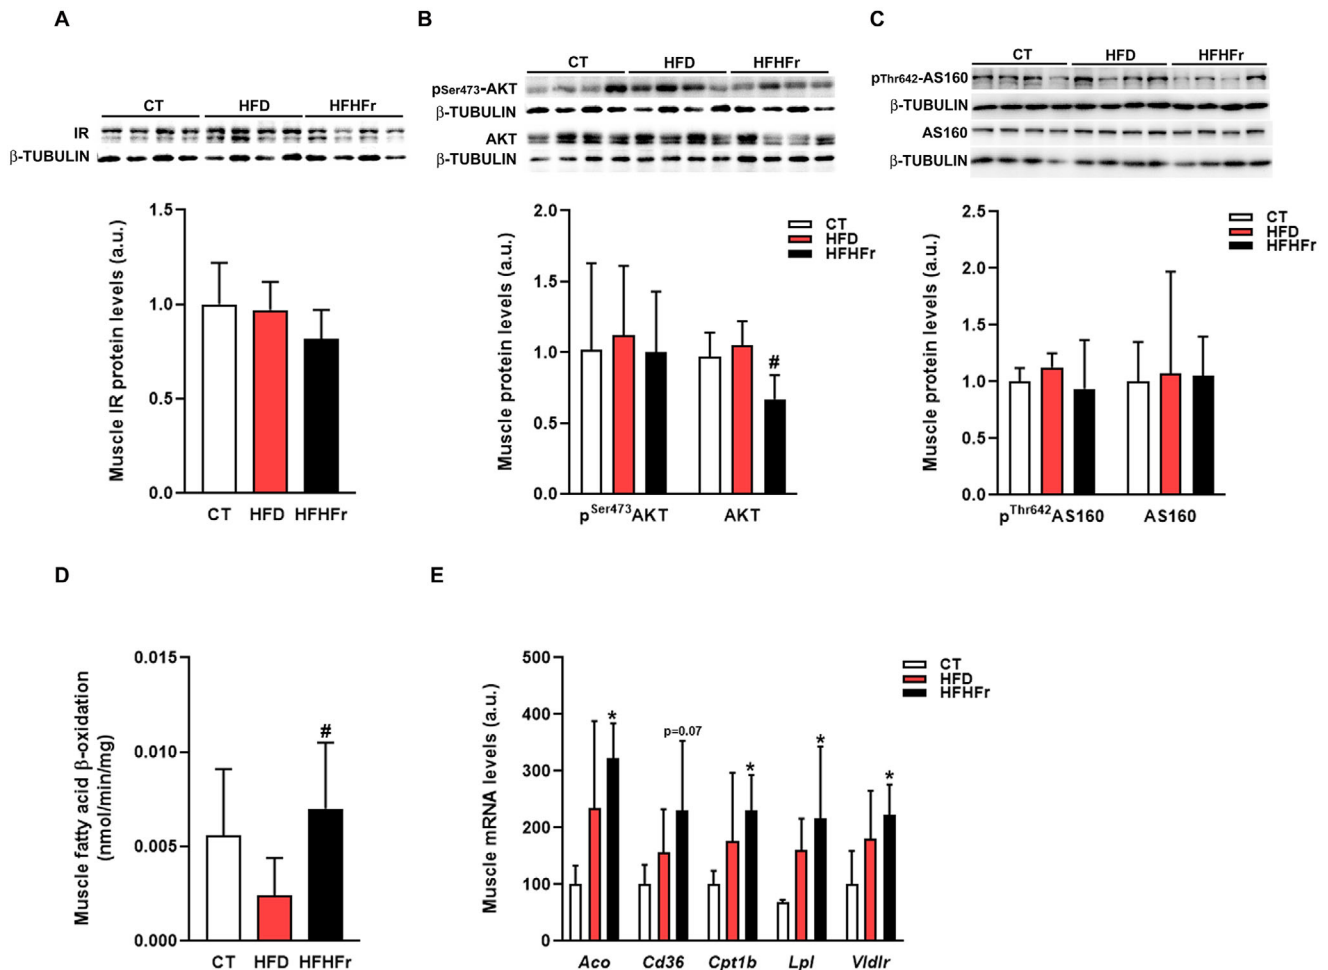 A
CT HFD HFHFr
IR
β-TUBULIN
Muscle IR protein levels (a.u.)
1.5
1.0
0.5
0.0
CT HFD HFHFr
B
CT HFD HFHFr
pSer473-AKT
β-TUBULIN
AKT
β-TUBULIN
Muscle protein levels (a.u.)
2.0
1.5
1.0
0.5
0.0
CT
HFD
HFHFr
#
pSer473AKT AKT
C
CT HFD HFHFr
pThr642-AS160
β-TUBULIN
AS160
β-TUBULIN
Muscle protein levels (a.u.)
2.5
2.0
1.5
1.0
0.5
0.0
CT
HFD
HFHFr
pThr642AS160 AS160
D
Muscle fatty acid β-oxidation
(nmol/min/mg)
0.015
0.010
0.005
0.000
#
CT HFD HFHFr
E
Muscle mRNA levels (a.u.)
500
400
300
200
100
0
* p=0.07 * * *
CT
HFD
HFHFr
Aco Cd36 Cpt1b Lpl Vldlr